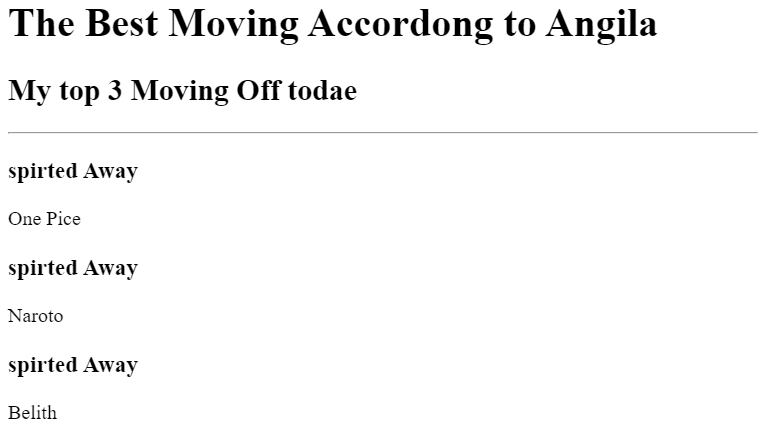 The Best Moving Accordong to Angila
My top 3 Moving Off todae
spirted Away
One Pice
spirted Away
Naroto
spirted Away
Belith